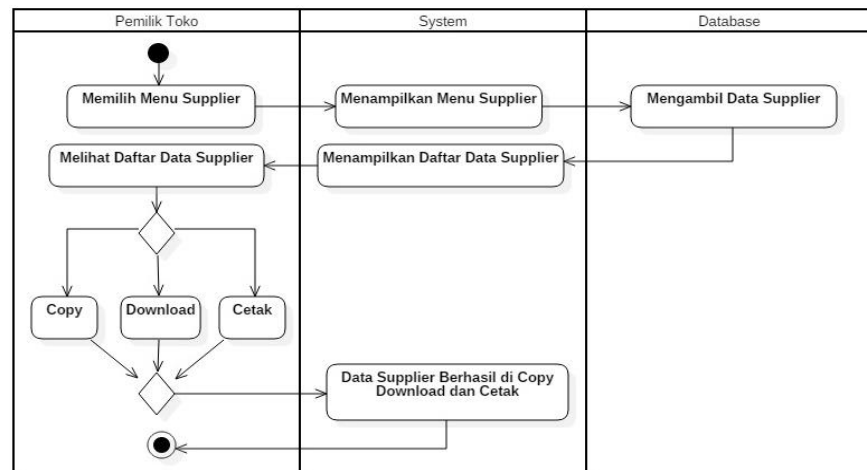 Pemilik Toko
System
Database
Memilih Menu Supplier
Menampilkan Menu Supplier
Mengambil Data Supplier
Melihat Daftar Data Supplier
Menampilkan Daftar Data Supplier
Copy
Download
Cetak
Data Supplier Berhasil di Copy
Download dan Cetak